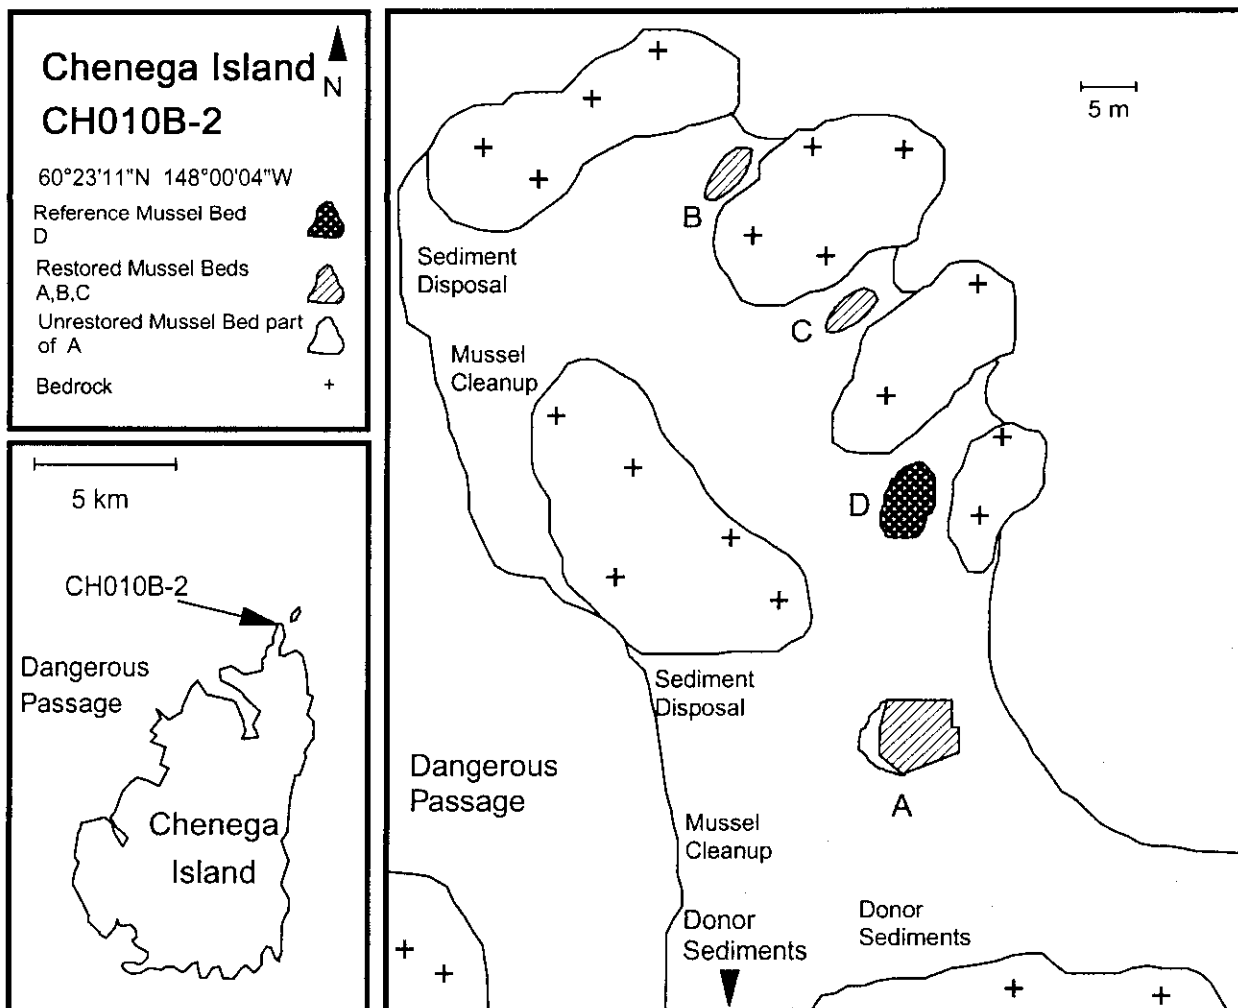 Chenega Island
N
CH010B-2
60°23'11"N 148°00'04"W
Reference Mussel Bed
D
Restored Mussel Beds
A,B,C
Unrestored Mussel Bed part
of A
Bedrock +
5 km
CH010B-2
Dangerous
Passage
Chenega
Island
5 m
B
Sediment
Disposal
C
Mussel
Cleanup
D
Sediment
Disposal
Dangerous
Passage
A
Mussel
Cleanup
Donor
Sediments
Donor
Sediments